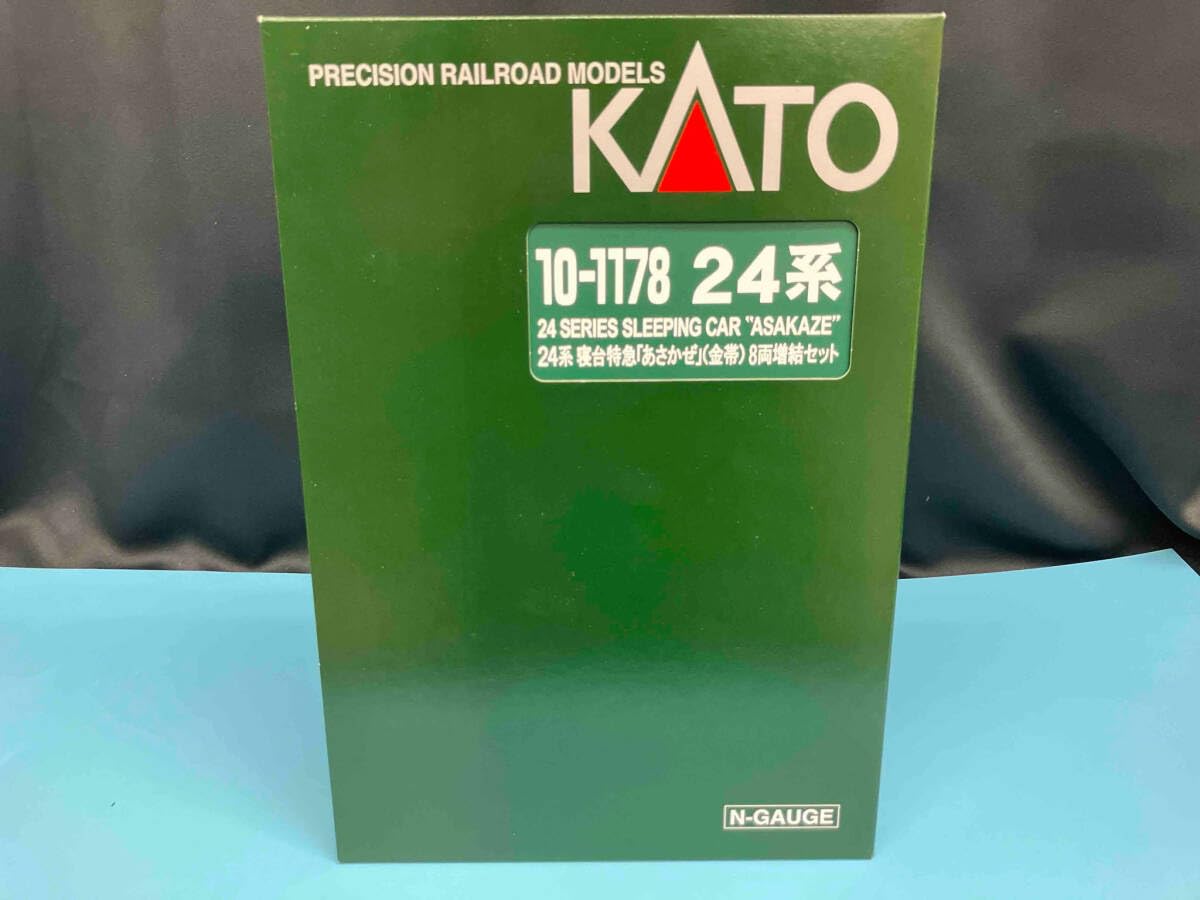 PRECISION RAILROAD MODELS
KATO
10-1178 24系
24 SERIES SLEEPING CAR "ASAKAZE"
24系 寝台特急「あさかぜ」(金帯) 8両増結セット
N-GAUGE